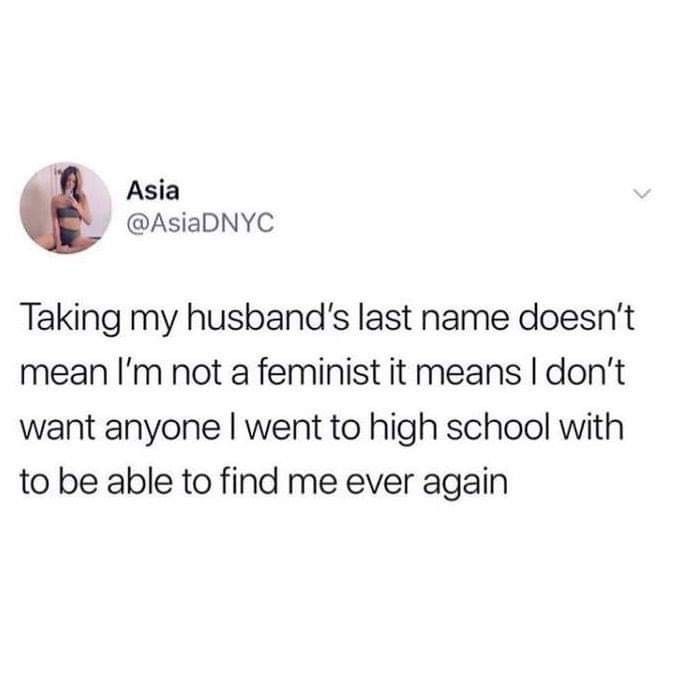 Asia
@AsiaDNYC
Taking my husband's last name doesn't
mean I'm not a feminist it means I don't
want anyone I went to high school with
to be able to find me ever again